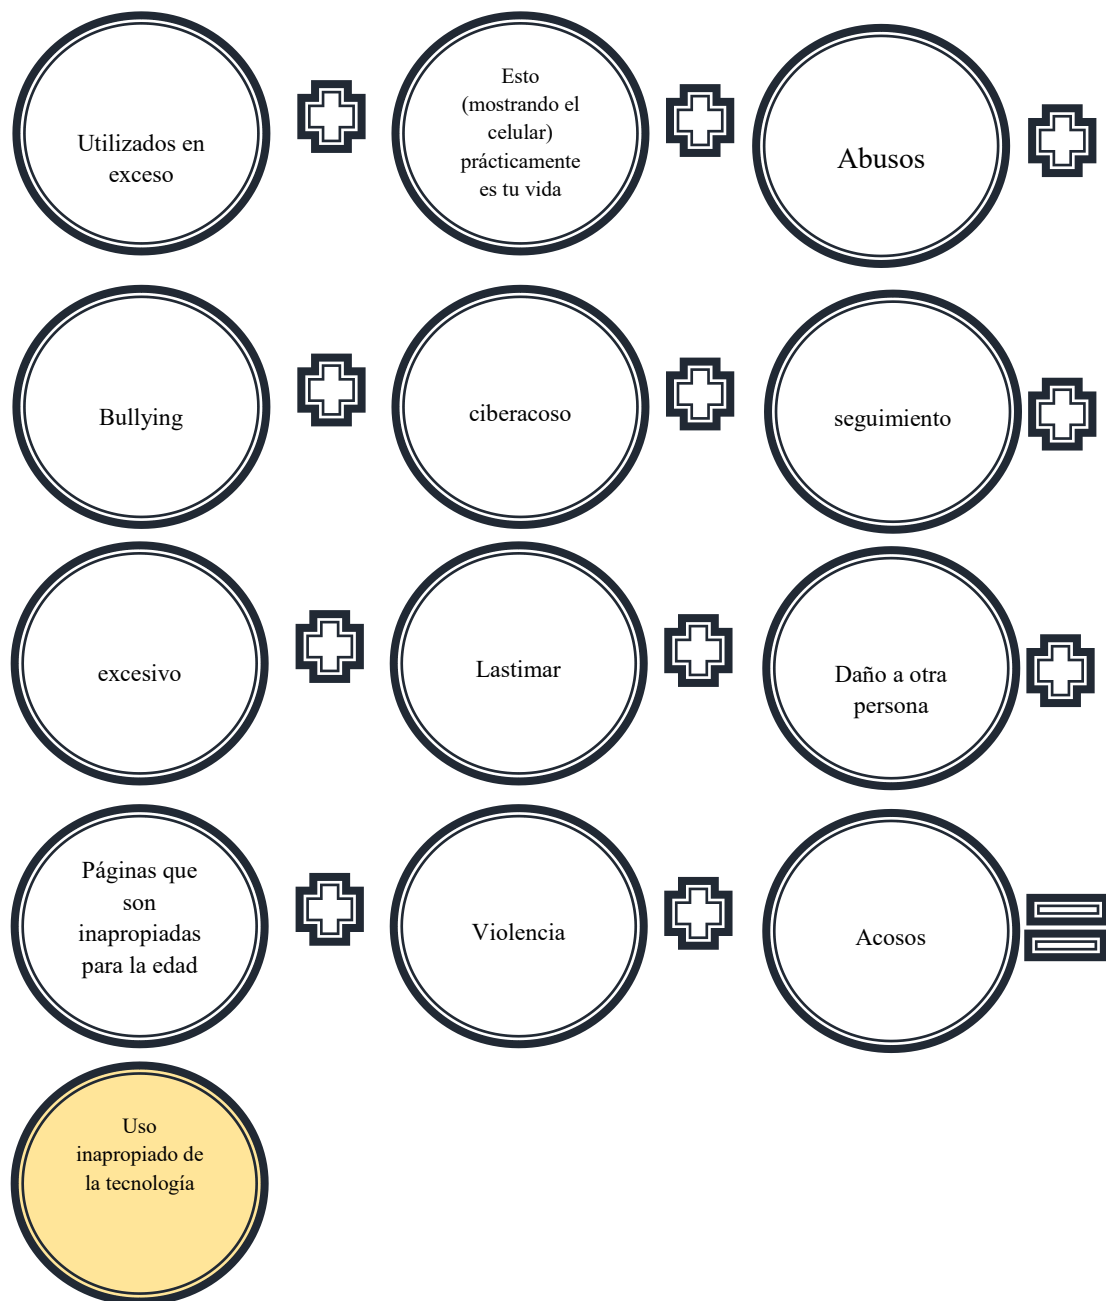 Utilizados en
exceso
Esto
(mostrando el
celular)
prácticamente
es tu vida
Abusos
Bullying
ciberacoso
seguimiento
excesivo
Lastimar
Daño a otra
persona
Páginas que
son
inapropiadas
para la edad
Violencia
Acosos
Uso
inapropiado de
la tecnología